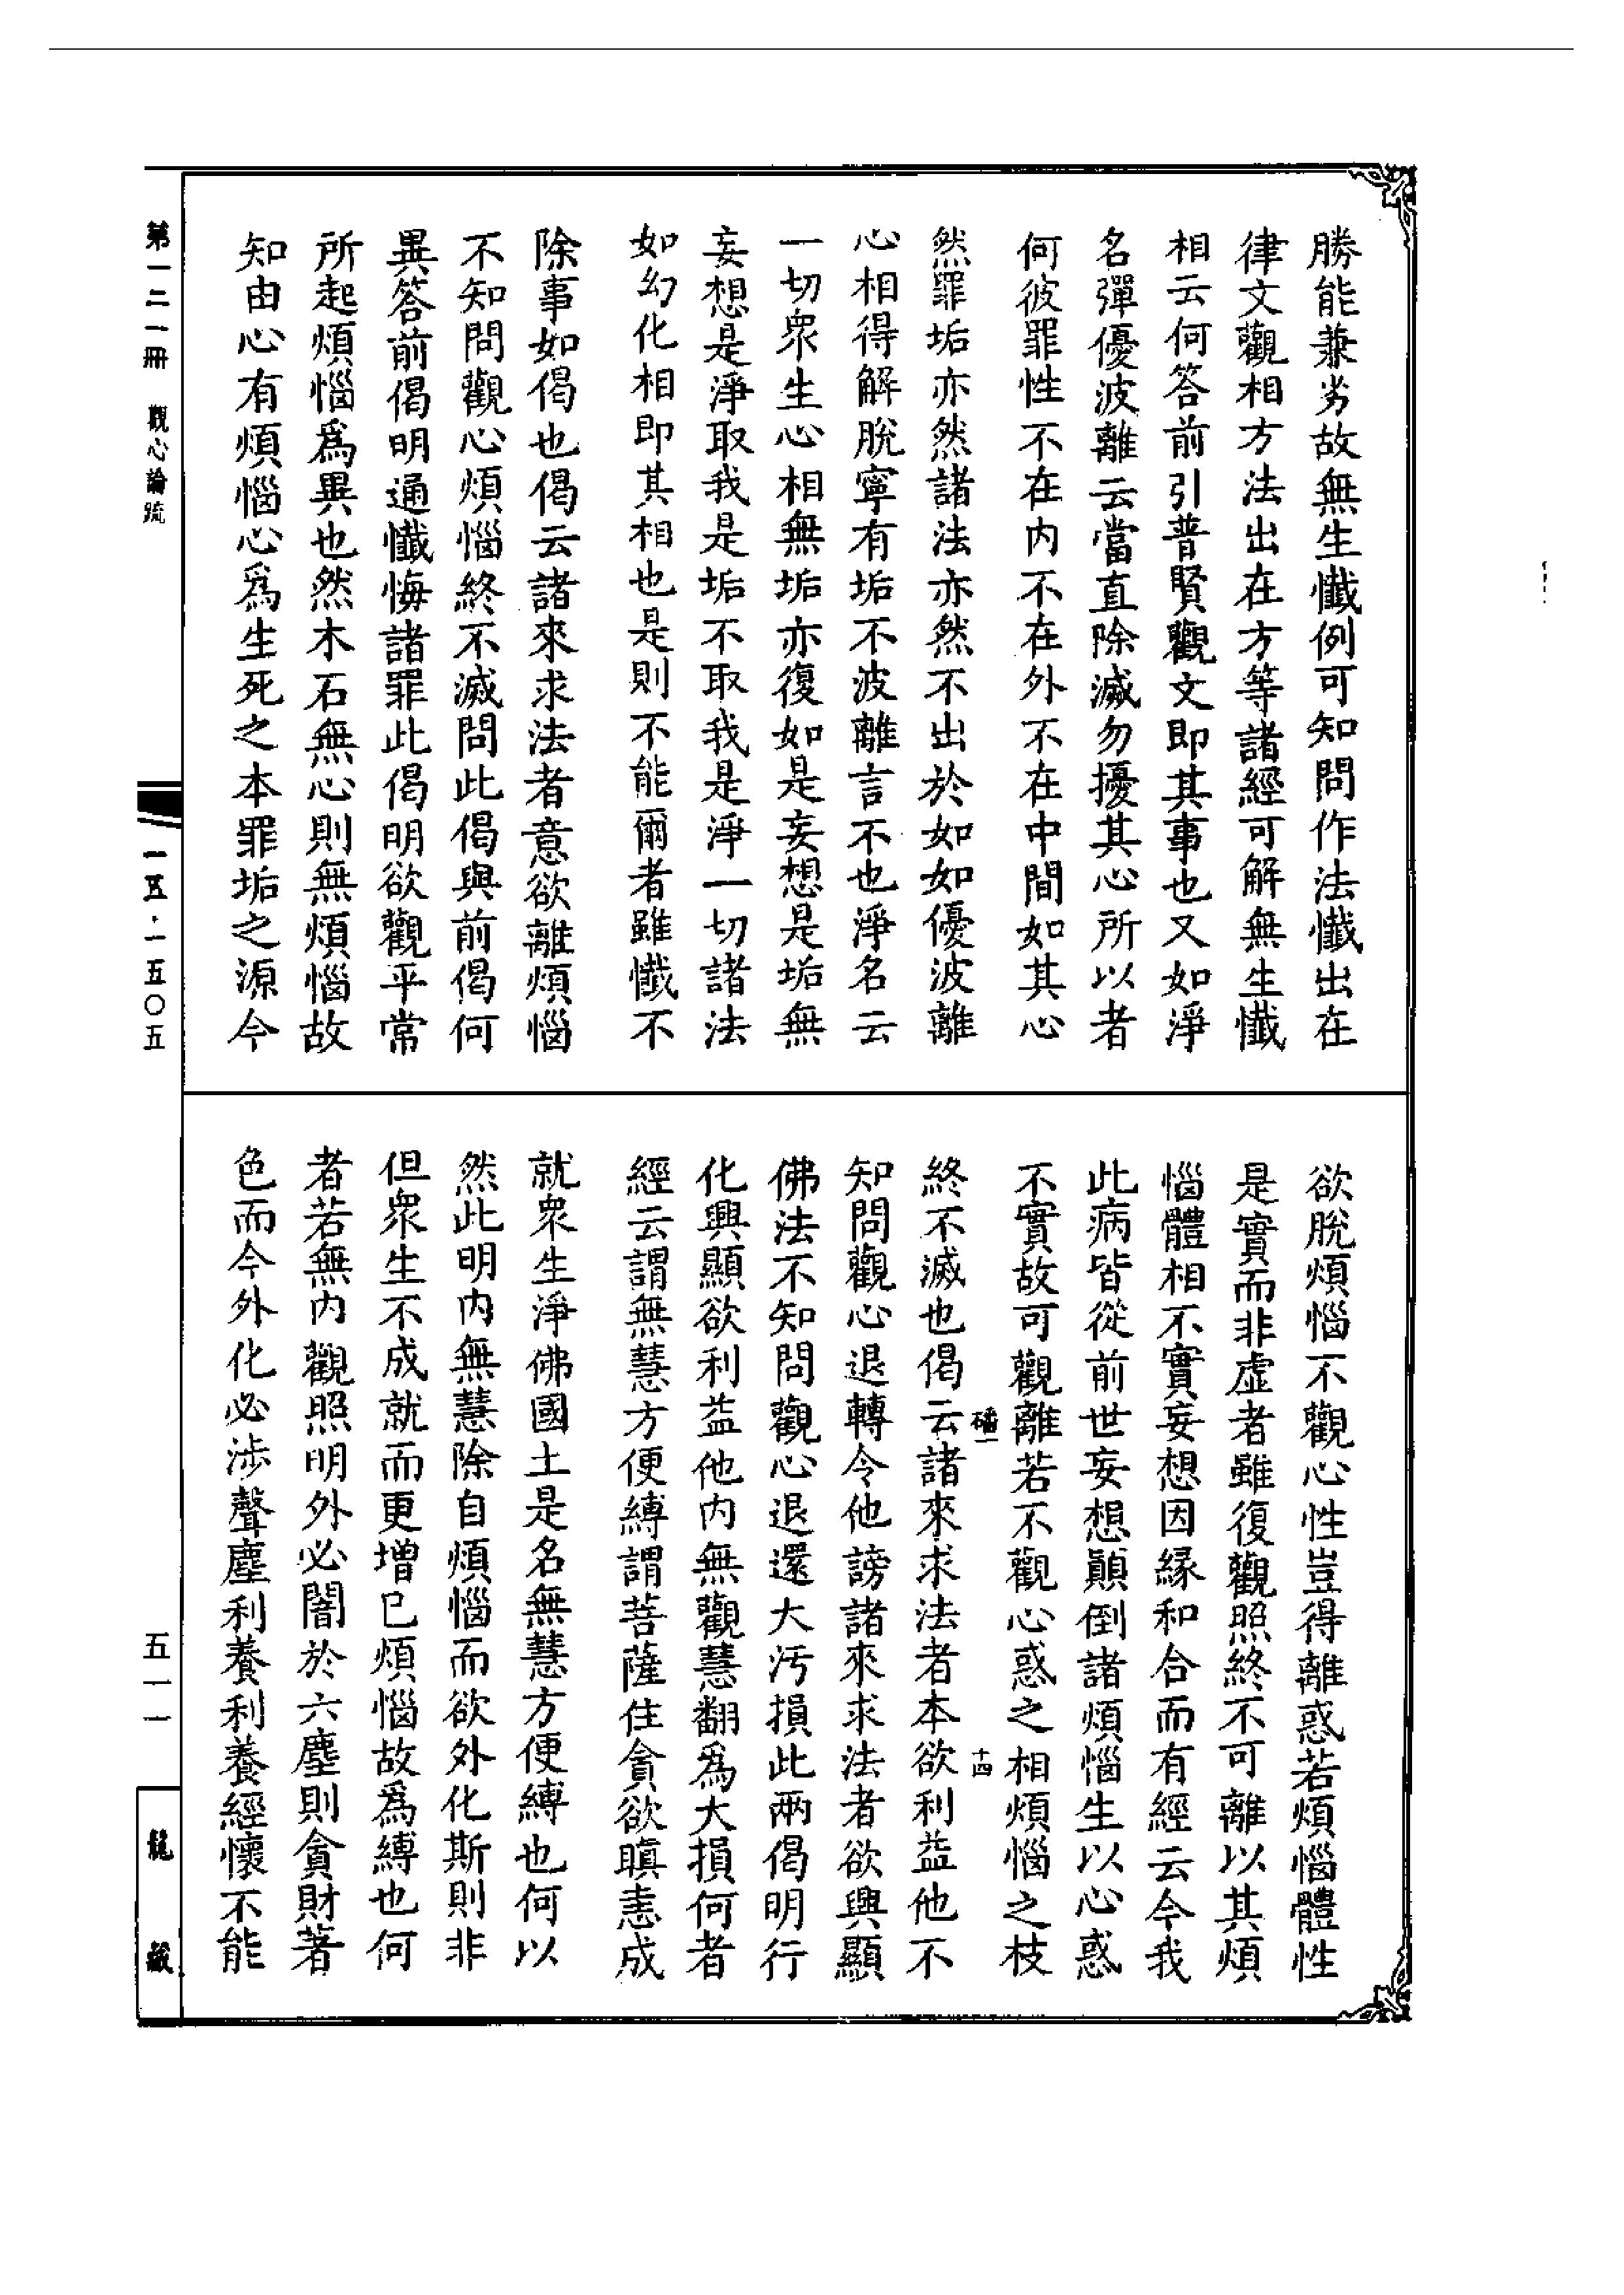 勝能兼劣故無生懺例可知問作法懺出在
律文觀相方法出在方等諸經可解無生懺
相云何答前引普賢觀文即其事也又如淨
名彈優波離云當直除滅勿擾其心所以者
何彼罪性不在内不在外不在中間如其心
然罪垢亦然諸法亦然不出於如如優波離
心相得解脫寧有垢不波離言不也淨名云
一切衆生心相無垢亦復如是妄想是垢無
妄想是淨取我是垢不取我是淨一切諸法
如幻化相即其相也是則不能爾者雖懺不
除事如偈也偈云諸來求法者意欲離煩惱
不知問觀心煩惱終不滅問此偈與前偈何
異答前偈明通懺悔諸罪此偈明欲觀平常
所起煩惱爲異也然木石無心則無煩惱故
知由心有煩惱心爲生死之本罪垢之源今
欲脫煩惱不觀心性豈得離惑若煩惱體性
是實而非虛者雖復觀照終不可離以其煩
惱體相不實妄想因緣和合而有經云今我
此病皆從前世妄想顛倒諸煩惱生以心惑
不實故可觀離若不觀心惑之相煩惱之枝
磻一
十四
終不滅也偈云諸來求法者本欲利益他不
知問觀心退轉令他謗諸來求法者欲興顯
佛法不知問觀心退還大污損此兩偈明行
化興顯欲利益他内無觀慧翻爲大損何者
經云謂無慧方便縛謂菩薩住貪欲瞋恚成
就衆生淨佛國土是名無慧方便縛也何以
然此明内無慧除自煩惱而欲外化斯則非
但衆生不成就而更增已煩惱故爲縛也何
者若無内觀照明外必闇於六塵則貪財著
色而今外化必涉聲塵利養利養經懷不能
第一二一冊 觀心論疏
一五·一五〇五
五一一
龍藏